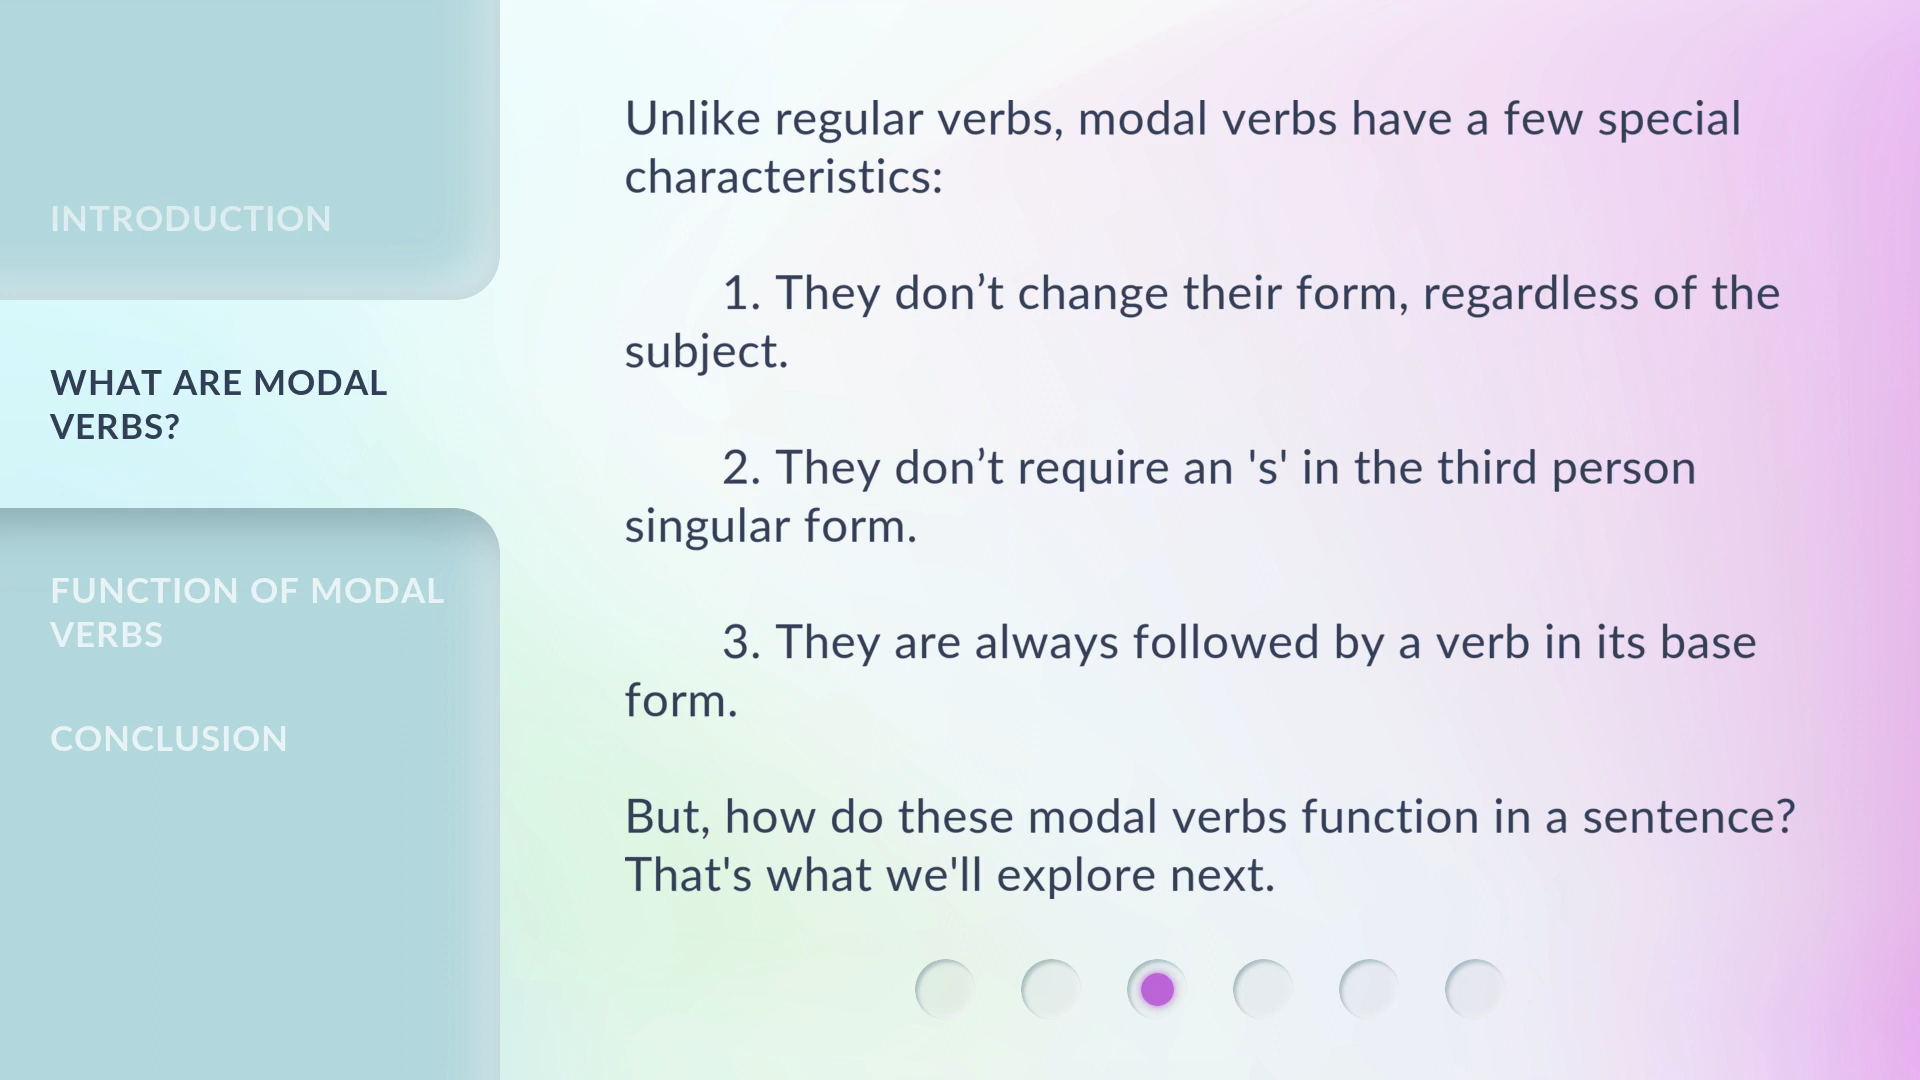 INTRODUCTION
WHAT ARE MODAL
VERBS?
FUNCTION OF MODAL
VERBS
CONCLUSION
Unlike regular verbs, modal verbs have a few special
characteristics:
1. They don’t change their form, regardless of the
subject.
2. They don’t require an 's' in the third person
singular form.
3. They are always followed by a verb in its base
form.
But, how do these modal verbs function in a sentence?
That's what we'll explore next.